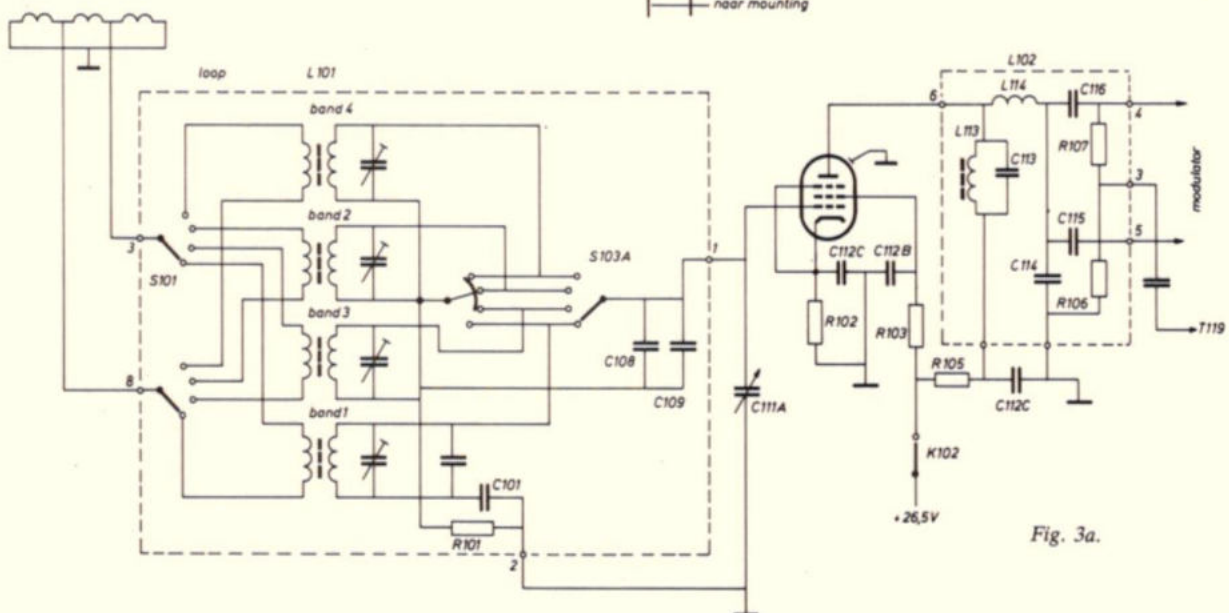 naar mounting
loop
L101
L102
band 4
6
L114
C116
4
L113
C113
R107
3
modulator
band 2
3
S101
S103A
1
C115
5
C112C
C112B
C114
R106
band 3
R102
R103
T119
C108
R105
8
C109
C111A
C112C
band 1
K102
C101
+26,5V
R101
Fig. 3a.
2